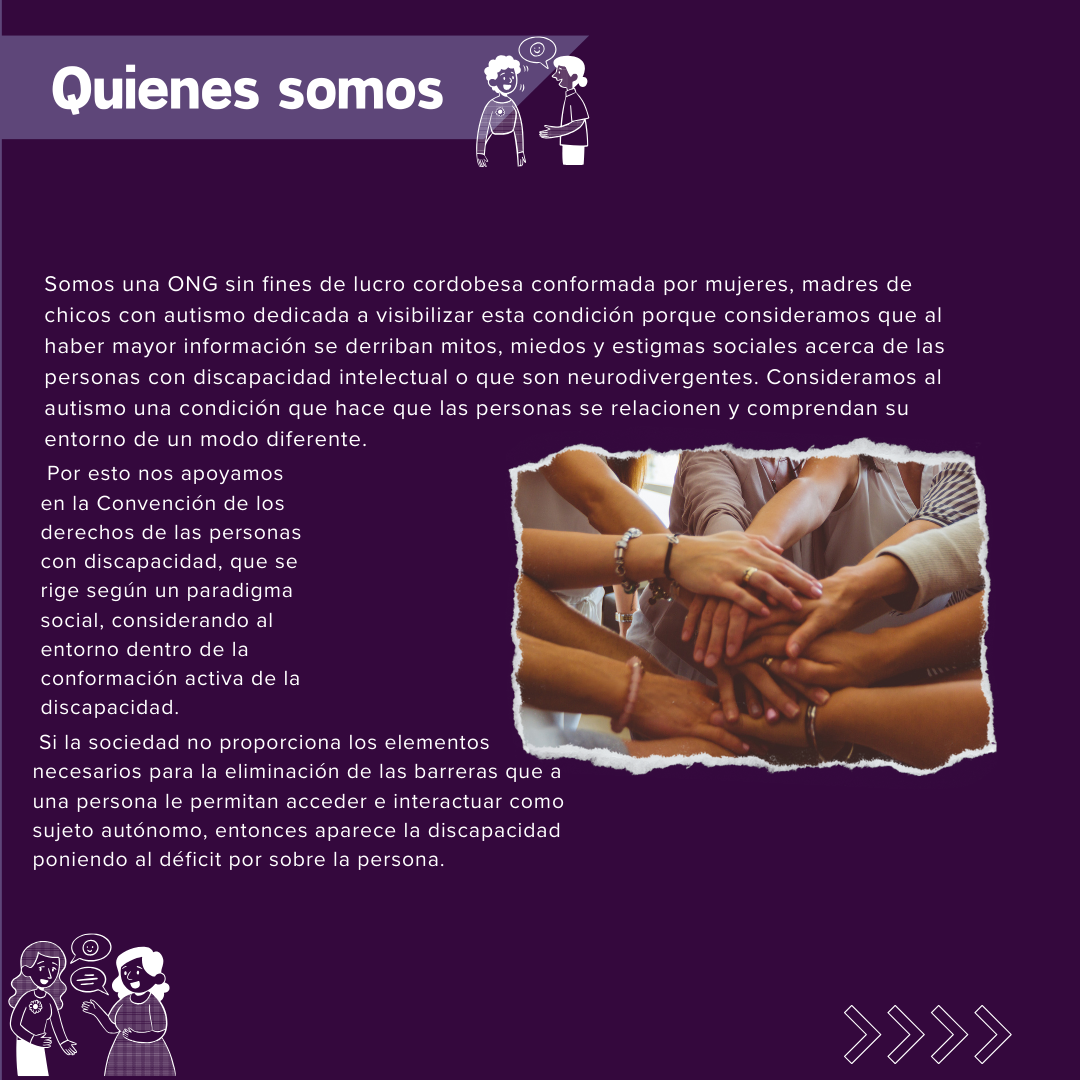 Quienes somos
Somos una ONG sin fines de lucro cordobesa conformada por mujeres, madres de
chicos con autismo dedicada a visibilizar esta condición porque consideramos que al
haber mayor información se derriban mitos, miedos y estigmas sociales acerca de las
personas con discapacidad intelectual o que son neurodivergentes. Consideramos al
autismo una condición que hace que las personas se relacionen y comprendan su
entorno de un modo diferente.
Por esto nos apoyamos
en la Convención de los
derechos de las personas
con discapacidad, que se
rige según un paradigma
social, considerando al
entorno dentro de la
conformación activa de la
discapacidad.
Si la sociedad no proporciona los elementos
necesarios para la eliminación de las barreras que a
una persona le permitan acceder e interactuar como
sujeto autónomo, entonces aparece la discapacidad
poniendo al déficit por sobre la persona.